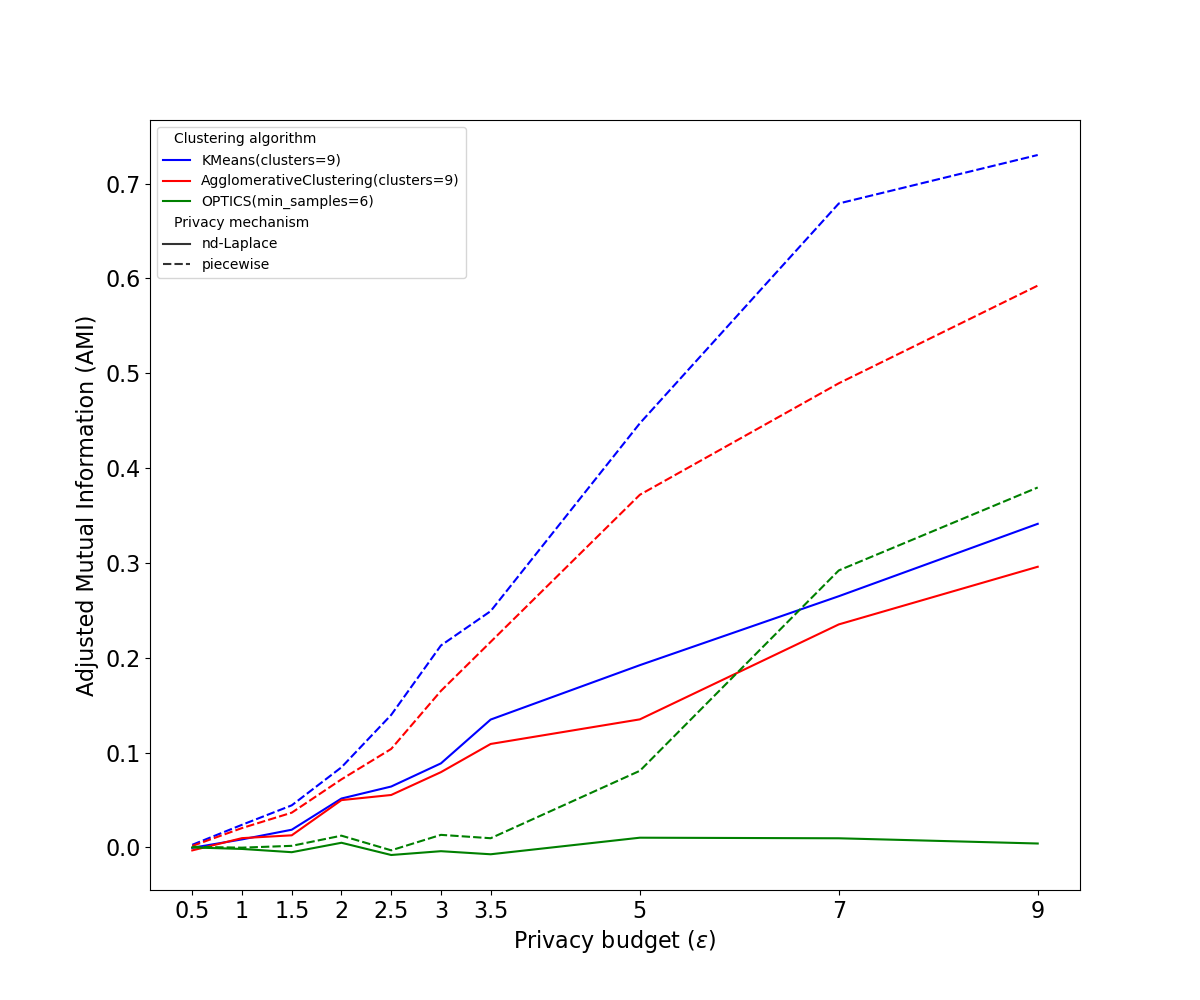 Clustering algorithm
KMeans(clusters=9)
AgglomerativeClustering(clusters=9)
OPTICS(min_samples=6)
Privacy mechanism
nd-Laplace
piecewise
Adjusted Mutual Information (AMI)
0.7
0.6
0.5
0.4
0.3
0.2
0.1
0.0
0.5 1 1.5 2 2.5 3 3.5 5 7 9
Privacy budget (ε)